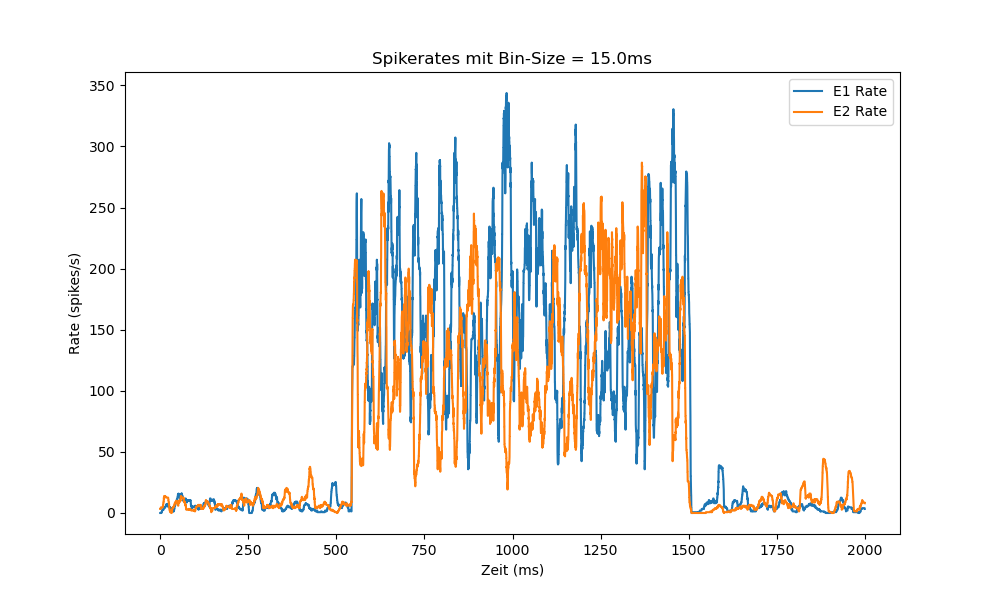 Spikerates mit Bin-Size = 15.0ms
E1 Rate
E2 Rate
350
300
250
200
150
100
50
0
Rate (spikes/s)
0 250 500 750 1000 1250 1500 1750 2000
Zeit (ms)